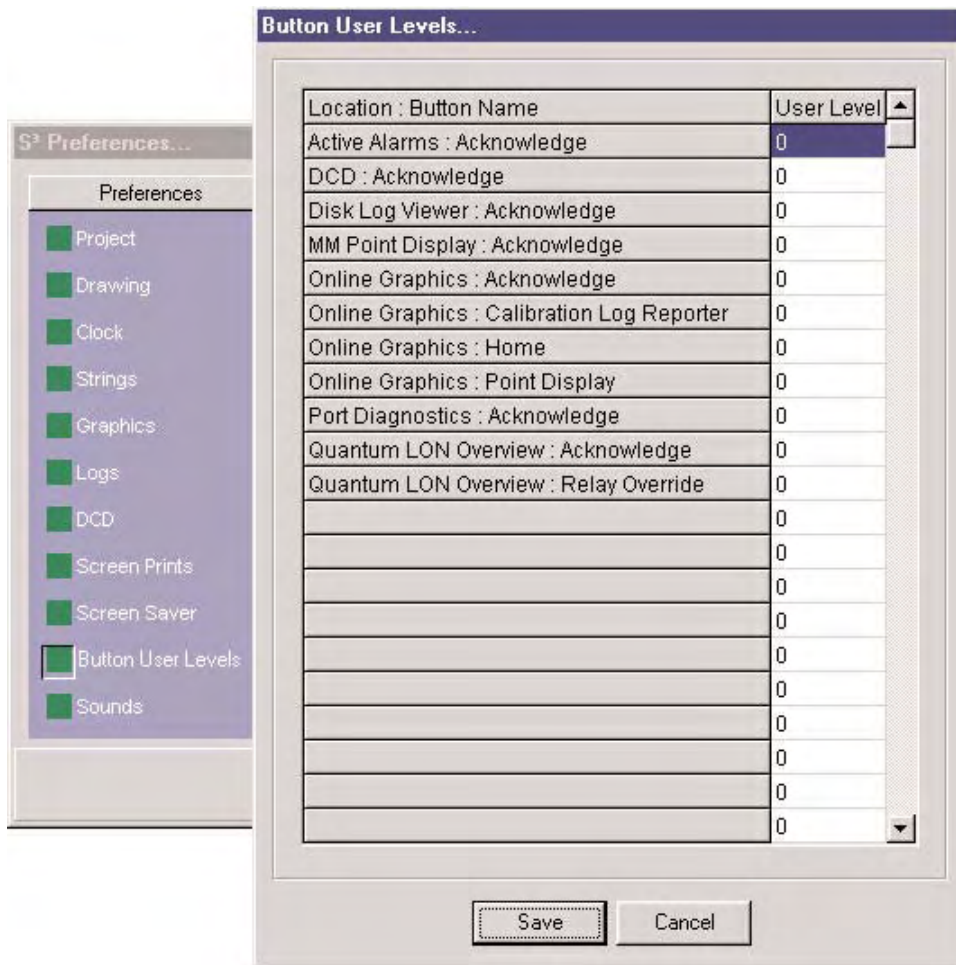 Button User Levels...
Location : Button Name User Level
Active Alarms : Acknowledge 0
DCD : Acknowledge 0
Disk Log Viewer : Acknowledge 0
MM Point Display : Acknowledge 0
Online Graphics : Acknowledge 0
Online Graphics : Calibration Log Reporter 0
Online Graphics : Home 0
Online Graphics : Point Display 0
Port Diagnostics : Acknowledge 0
Quantum LON Overview : Acknowledge 0
Quantum LON Overview : Relay Override 0
0
0
0
0
0
0
0
0
0
0
Save Cancel
S³ Preferences...
Preferences
Project
Drawing
Clock
Strings
Graphics
Logs
DCD
Screen Prints
Screen Saver
Button User Levels
Sounds